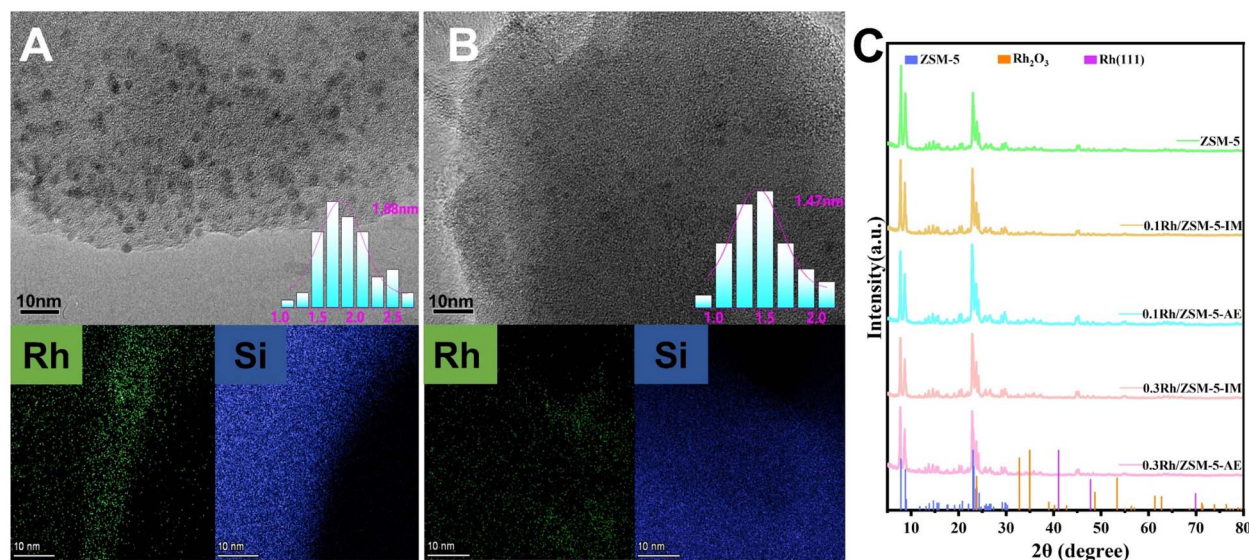 A
1.88nm
10nm
1.0 1.5 2.0 2.5
Rh
Si
10 nm
10 nm
B
1.47nm
10nm
1.0 1.5 2.0
Rh
Si
10 nm
10 nm
C
ZSM-5 Rh₂O₃ Rh(111)
ZSM-5
0.1Rh/ZSM-5-IM
0.1Rh/ZSM-5-AE
0.3Rh/ZSM-5-IM
0.3Rh/ZSM-5-AE
Intensity(a.u.)
10 20 30 40 50 60 70 80
2θ (degree)